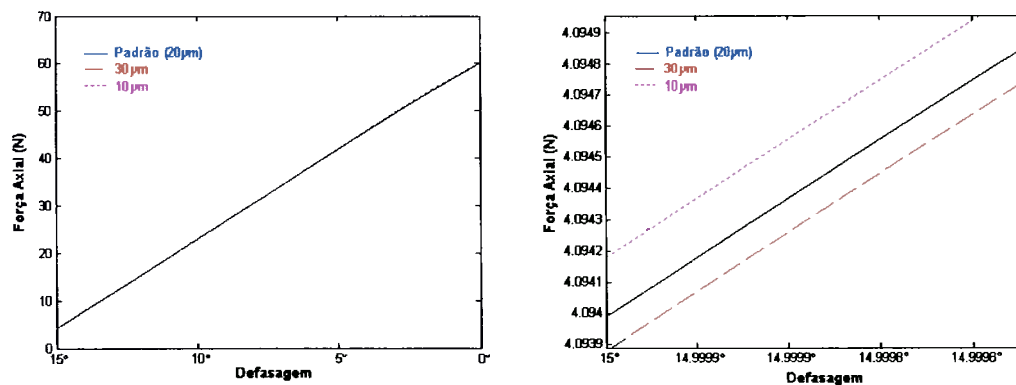 70
60
50
40
30
20
10
0
Força Axial (N)
Padrão (20µm)
30µm
10µm
15°
10°
5°
0°
Defasagem
4.0949
4.0948
4.0947
4.0946
4.0945
4.0944
4.0943
4.0942
4.0941
4.094
4.0939
Força Axial (N)
Padrão (20µm)
30µm
10µm
15°
14.9999°
14.9999°
14.9998°
14.9998°
Defasagem